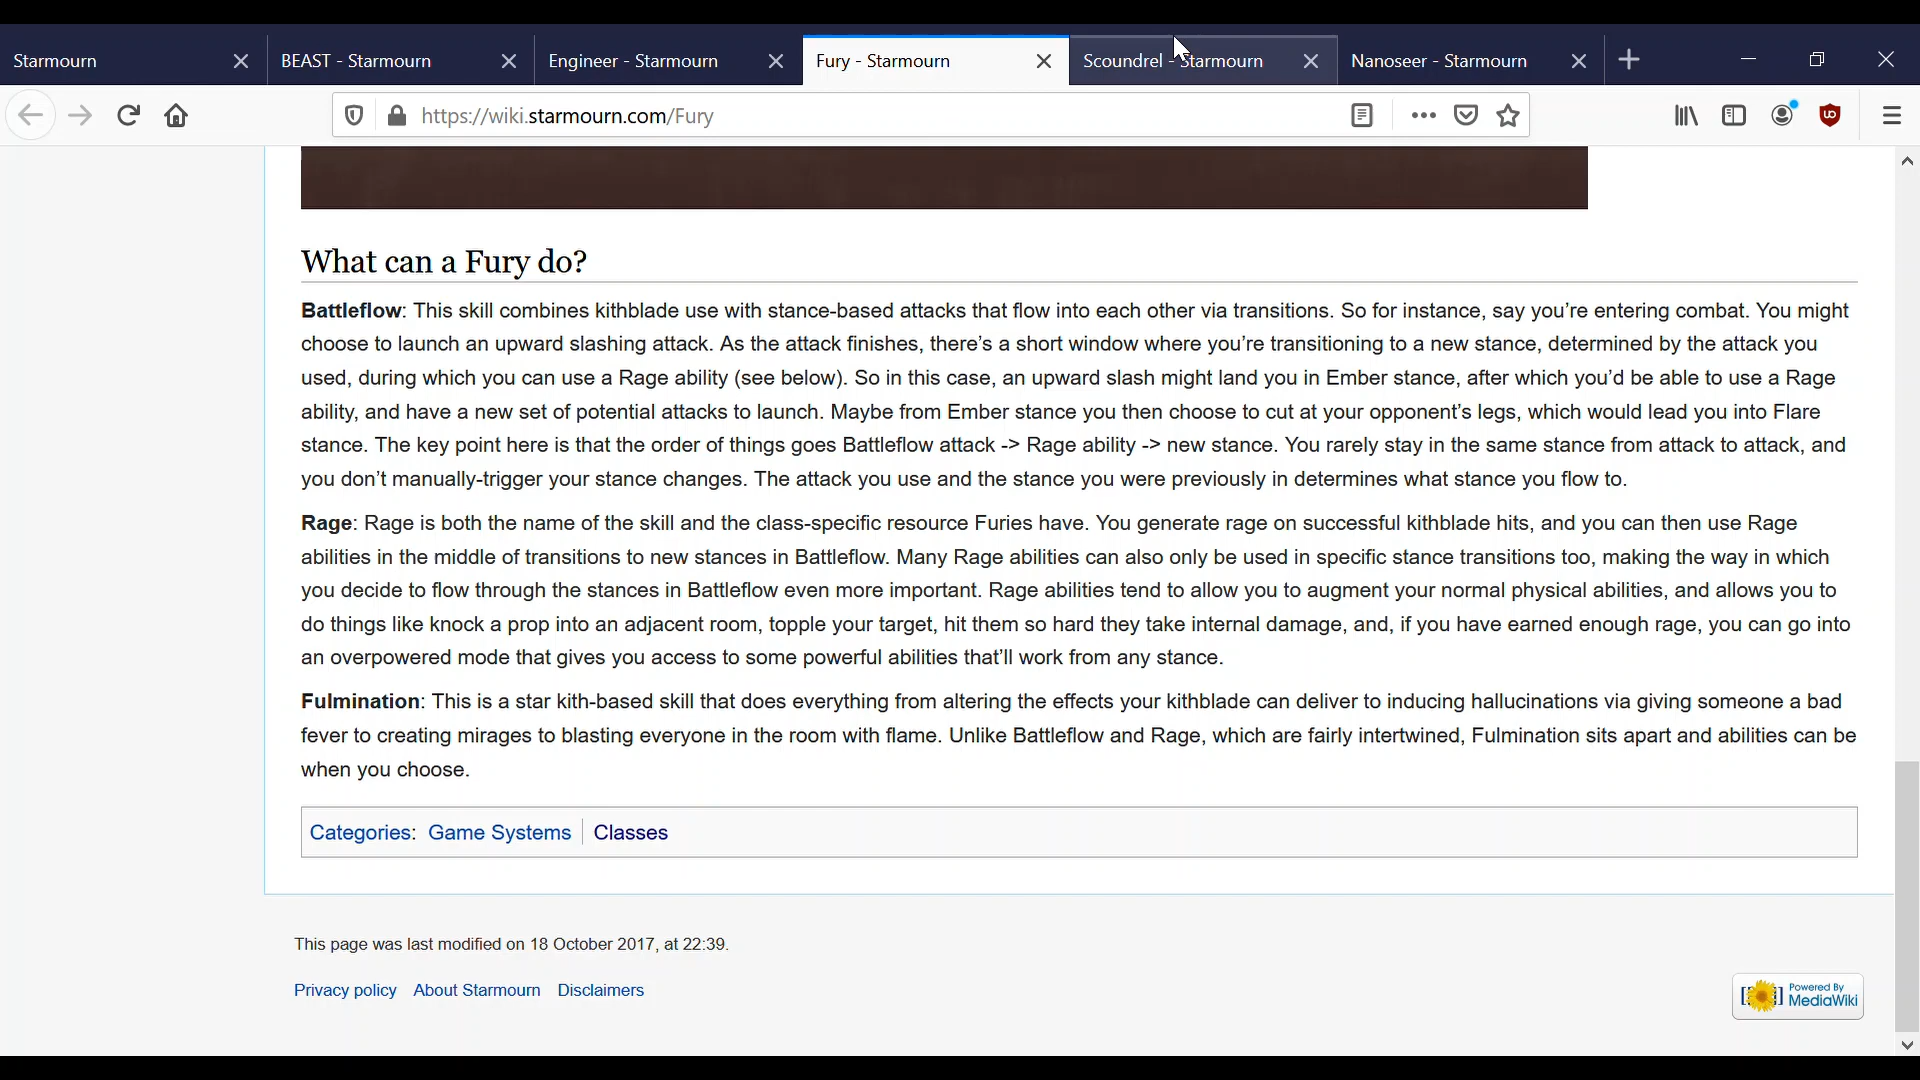 Starmourn
BEAST - Starmourn
Engineer - Starmourn
Fury - Starmourn
Scoundrel - Starmourn
Nanoseer - Starmourn
https://wiki.starmourn.com/Fury
What can a Fury do?
Battleflow: This skill combines kithblade use with stance-based attacks that flow into each other via transitions. So for instance, say you’re entering combat. You might
choose to launch an upward slashing attack. As the attack finishes, there’s a short window where you’re transitioning to a new stance, determined by the attack you
used, during which you can use a Rage ability (see below). So in this case, an upward slash might land you in Ember stance, after which you’d be able to use a Rage
ability, and have a new set of potential attacks to launch. Maybe from Ember stance you then choose to cut at your opponent’s legs, which would lead you into Flare
stance. The key point here is that the order of things goes Battleflow attack -> Rage ability -> new stance. You rarely stay in the same stance from attack to attack, and
you don’t manually-trigger your stance changes. The attack you use and the stance you were previously in determines what stance you flow to.
Rage: Rage is both the name of the skill and the class-specific resource Furies have. You generate rage on successful kithblade hits, and you can then use Rage
abilities in the middle of transitions to new stances in Battleflow. Many Rage abilities can also only be used in specific stance transitions too, making the way in which
you decide to flow through the stances in Battleflow even more important. Rage abilities tend to allow you to augment your normal physical abilities, and allows you to
do things like knock a prop into an adjacent room, topple your target, hit them so hard they take internal damage, and, if you have earned enough rage, you can go into
an overpowered mode that gives you access to some powerful abilities that’ll work from any stance.
Fulmination: This is a star kith-based skill that does everything from altering the effects your kithblade can deliver to inducing hallucinations via giving someone a bad
fever to creating mirages to blasting everyone in the room with flame. Unlike Battleflow and Rage, which are fairly intertwined, Fulmination sits apart and abilities can be
when you choose.
Categories: Game Systems | Classes
This page was last modified on 18 October 2017, at 22:39.
Privacy policy About Starmourn Disclaimers
Powered By
MediaWiki